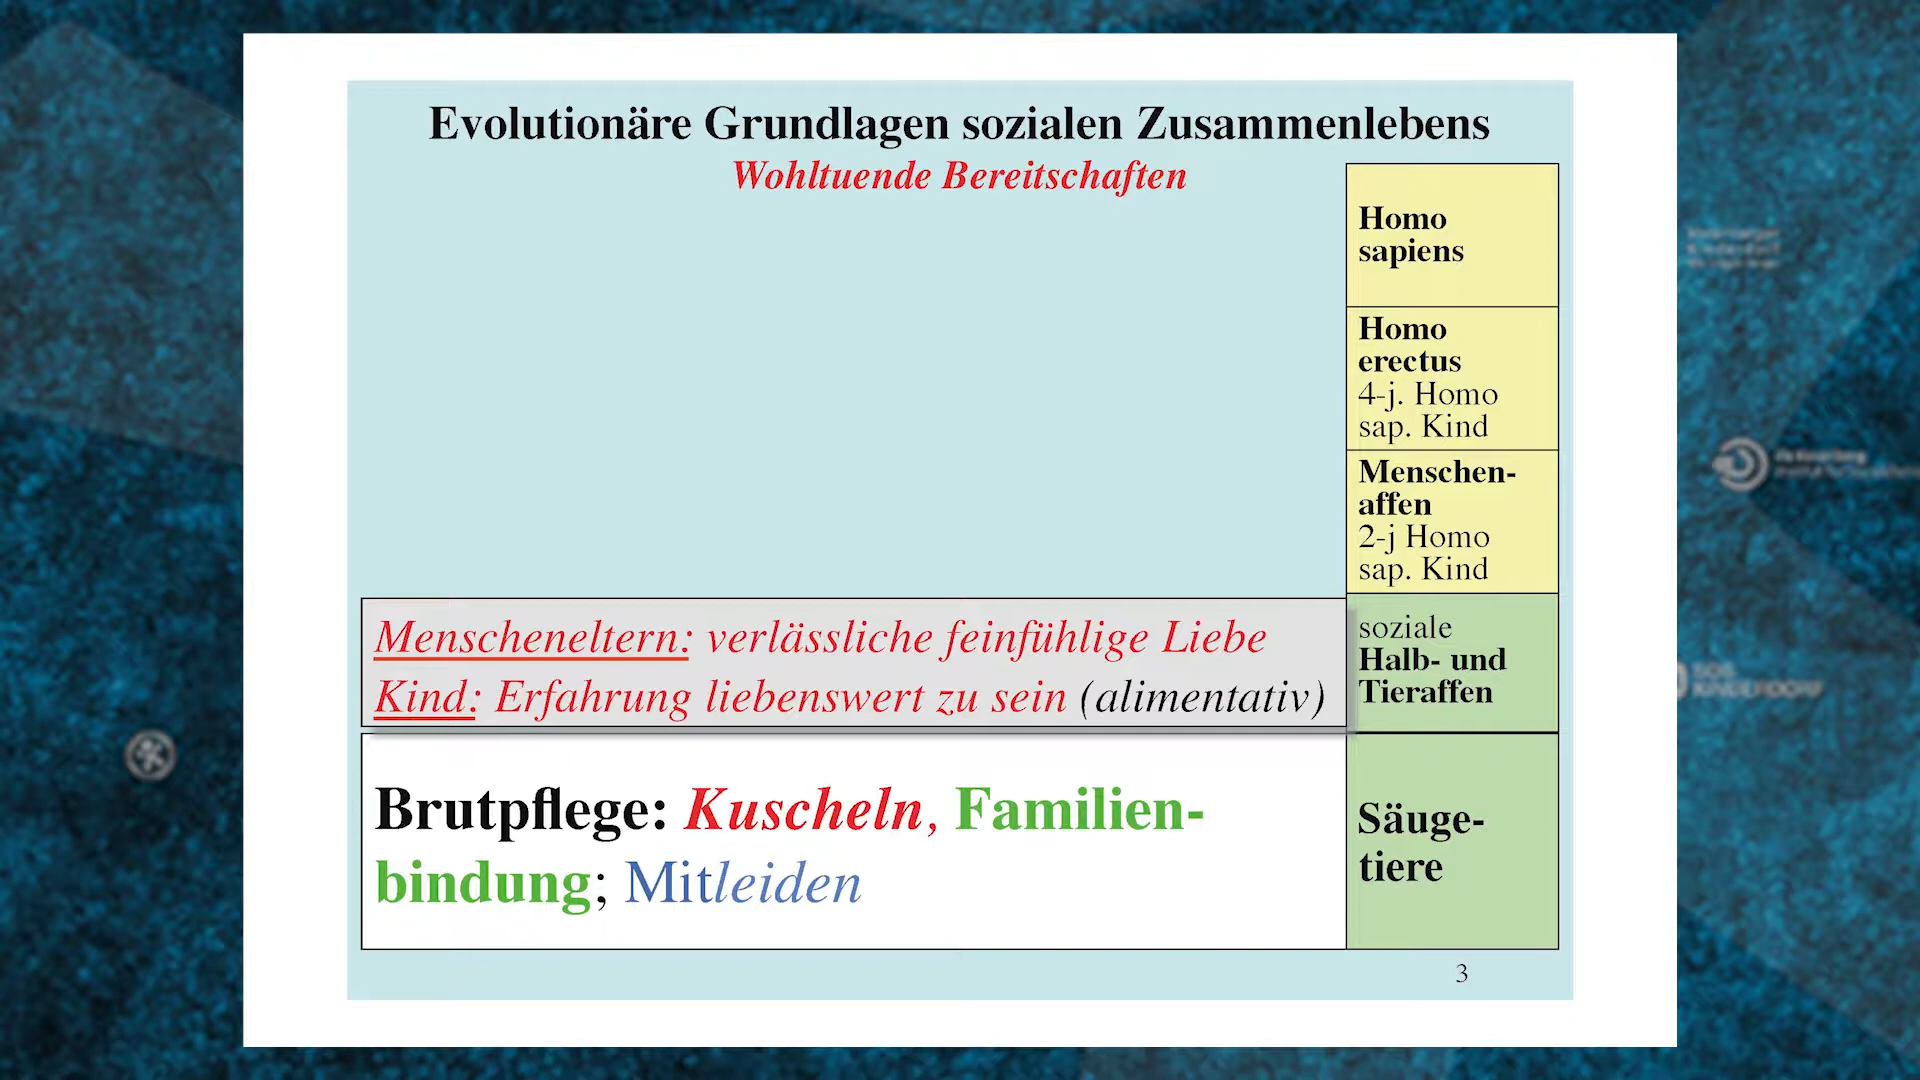 Evolutionäre Grundlagen sozialen Zusammenlebens
Wohltuende Bereitschaften
Homo
sapiens
Homo
erectus
4-j. Homo
sap. Kind
Menschen-
affen
2-j Homo
sap. Kind
Menscheneltern: verlässliche feinfühlige Liebe
Kind: Erfahrung liebenswert zu sein (alimentativ)
soziale
Halb- und
Tieraffen
Brutpflege: Kuscheln, Familien-
bindung; Mitleiden
Säuge-
tiere
3
SOS
KINDERDORF